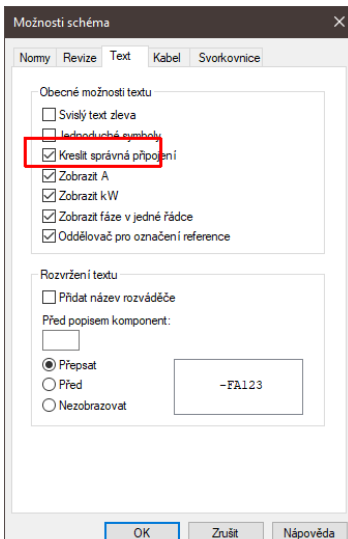 Možnosti schéma
Normy Revize Text Kabel Svorkovnice
Obecné možnosti textu
Svislý text zleva
Jednoduché symboly
Kreslit správná připojení
Zobrazit A
Zobrazit kW
Zobrazit fáze v jedné řádce
Oddělovač pro označení reference
Rozvržení textu
Přidat název rozváděče
Před popisem komponent:
Přepsat
Před
-FA123
Nezobrazovat
OK Zrušit Nápověda